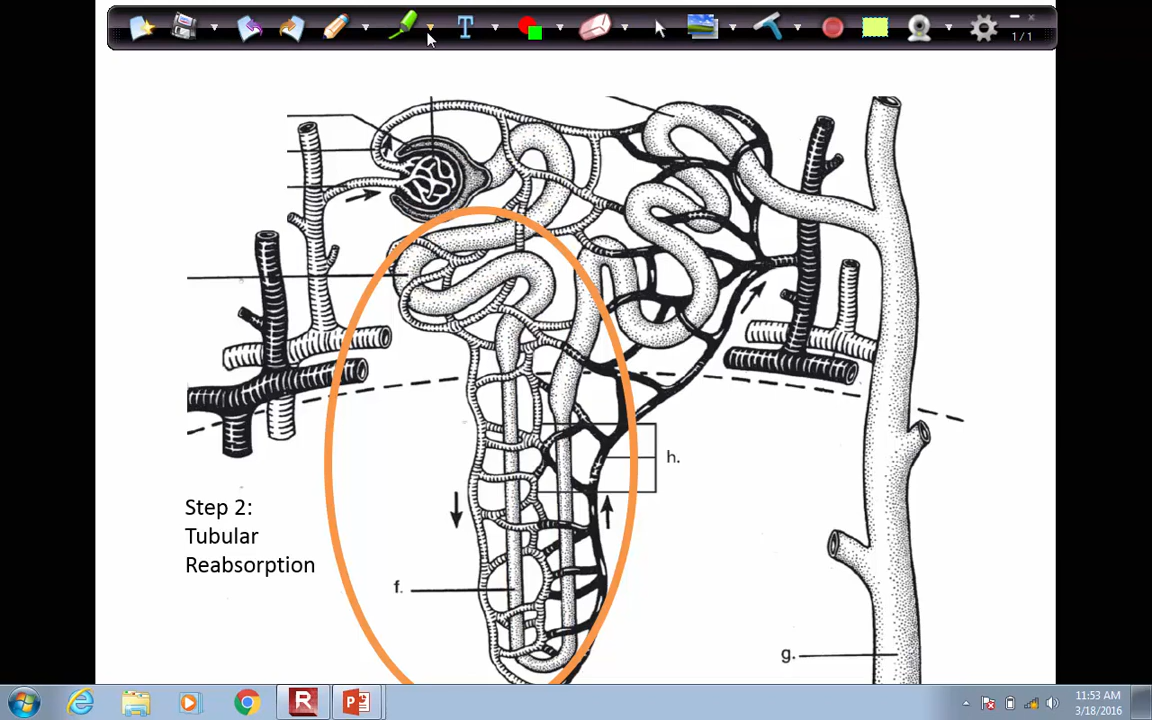 1/1
h.
Step 2:
Tubular
Reabsorption
f.
g.
11:53 AM
3/18/2016